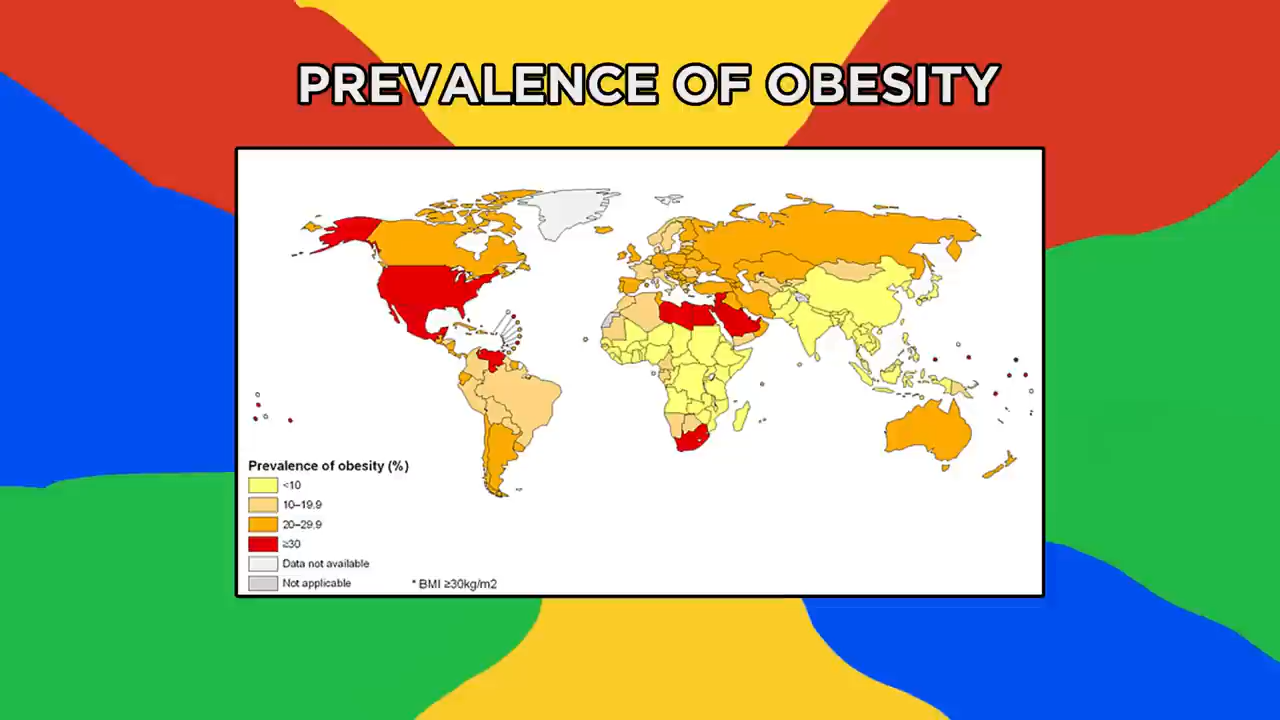 PREVALENCE OF OBESITY
Prevalence of obesity (%)
<10
10–19.9
20–29.9
≥30
Data not available
Not applicable
* BMI ≥30kg/m2